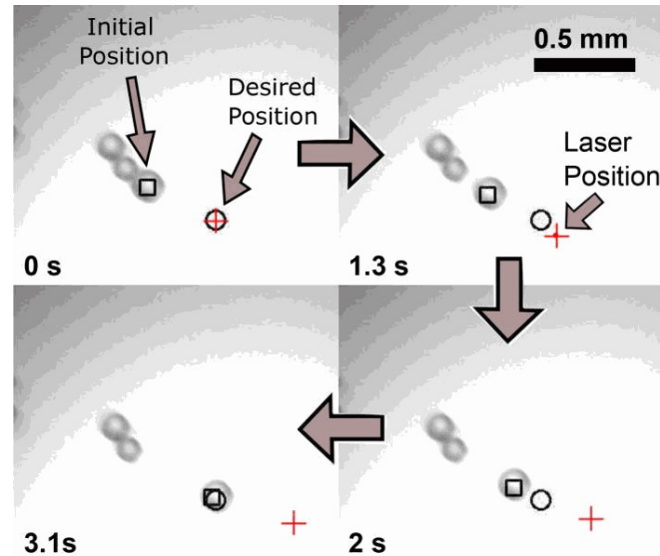 Initial
Position
Desired
Position
0 s
0.5 mm
Laser
Position
1.3 s
3.1s
2 s